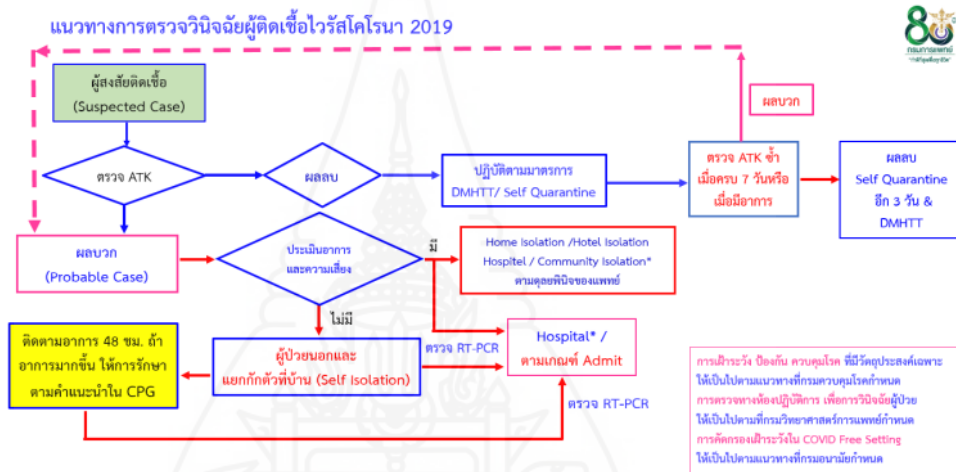 แนวทางการตรวจวินิจฉัยผู้ติดเชื้อไวรัสโคโรนา 2019
กรมการแพทย์
ผู้สงสัยติดเชื้อ
(Suspected Case)
ผลบวก
ตรวจ ATK
ผลลบ
ปฏิบัติตามมาตรการ
DMHTT/ Self Quarantine
ตรวจ ATK ซ้ำ
เมื่อครบ 7 วันหรือ
เมื่อมีอาการ
ผลลบ
Self Quarantine
อีก 3 วัน &
DMHTT
ผลบวก
(Probable Case)
ประเมินอาการ
และความเสี่ยง
มี
Home Isolation /Hotel Isolation
Hospitel / Community Isolation*
ตามดุลยพินิจของแพทย์
ไม่มี
ติดตามอาการ 48 ชม. ถ้า
อาการมากขึ้น ให้การรักษา
ตามคำแนะนำใน CPG
ผู้ป่วยนอกและ
แยกกักตัวที่บ้าน (Self Isolation)
ตรวจ RT-PCR
Hospital* /
ตามเกณฑ์ Admit
ตรวจ RT-PCR
การเฝ้าระวัง ป้องกัน ควบคุมโรค ที่มีวัตถุประสงค์เฉพาะ
ให้เป็นไปตามแนวทางที่กรมควบคุมโรคกำหนด
การตรวจทางห้องปฏิบัติการ เพื่อการวินิจฉัยผู้ป่วย
ให้เป็นไปตามที่กรมวิทยาศาสตร์การแพทย์กำหนด
การคัดกรองเฝ้าระวังใน COVID Free Setting
ให้เป็นไปตามแนวทางที่กรมอนามัยกำหนด